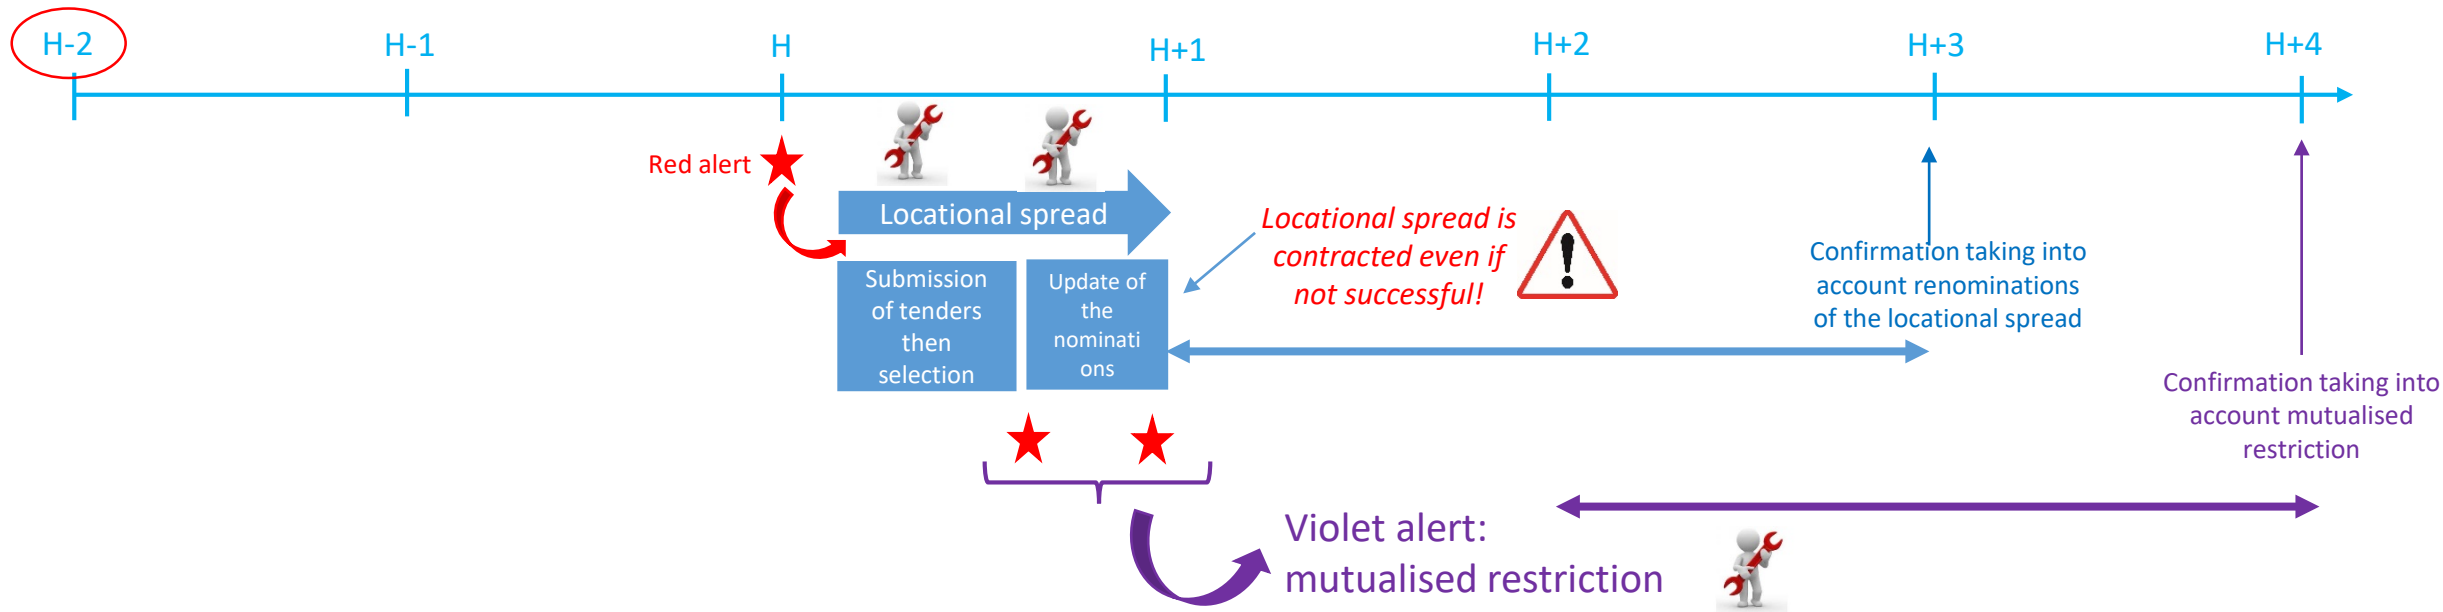 H-2
H-1
H
H+1
H+2
H+3
H+4
Red alert
Locational spread
Submission
of tenders
then
selection
Update of
the
nominati
ons
Locational spread is
contracted even if
not successful!
Confirmation taking into
account renominations
of the locational spread
Confirmation taking into
account mutualised
restriction
Violet alert:
mutualised restriction